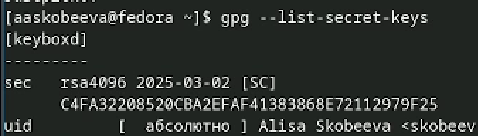 [aaskobeeva@fedora ~]$ gpg --list-secret-keys
[keyboxd]
---------
sec   rsa4096 2025-03-02 [SC]
      C4FA32208520CBA2EFAF41383868E72112979F25
uid           [  абсолютно ] Alisa Skobeeva <skobeev